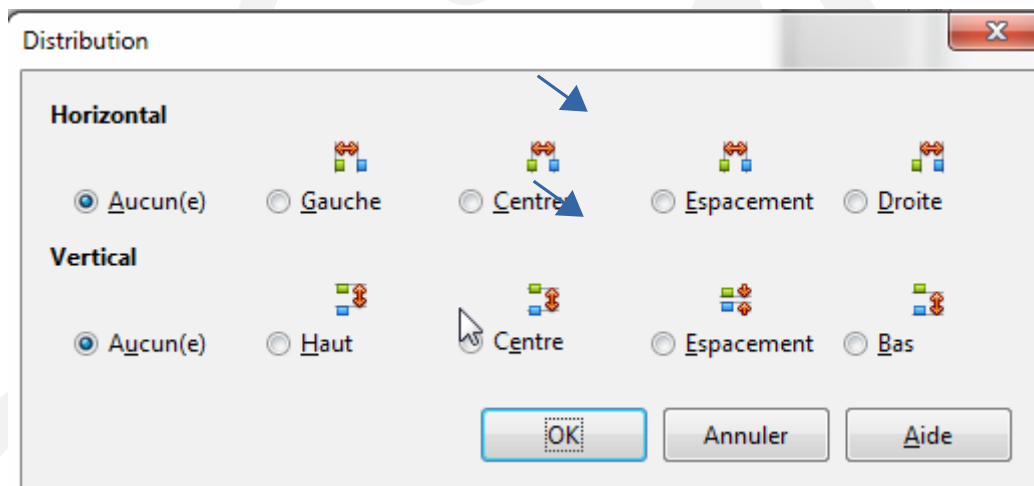 Distribution
Horizontal
Aucun(e) Gauche Centre Espacement Droite
Vertical
Aucun(e) Haut Centre Espacement Bas
OK Annuler Aide